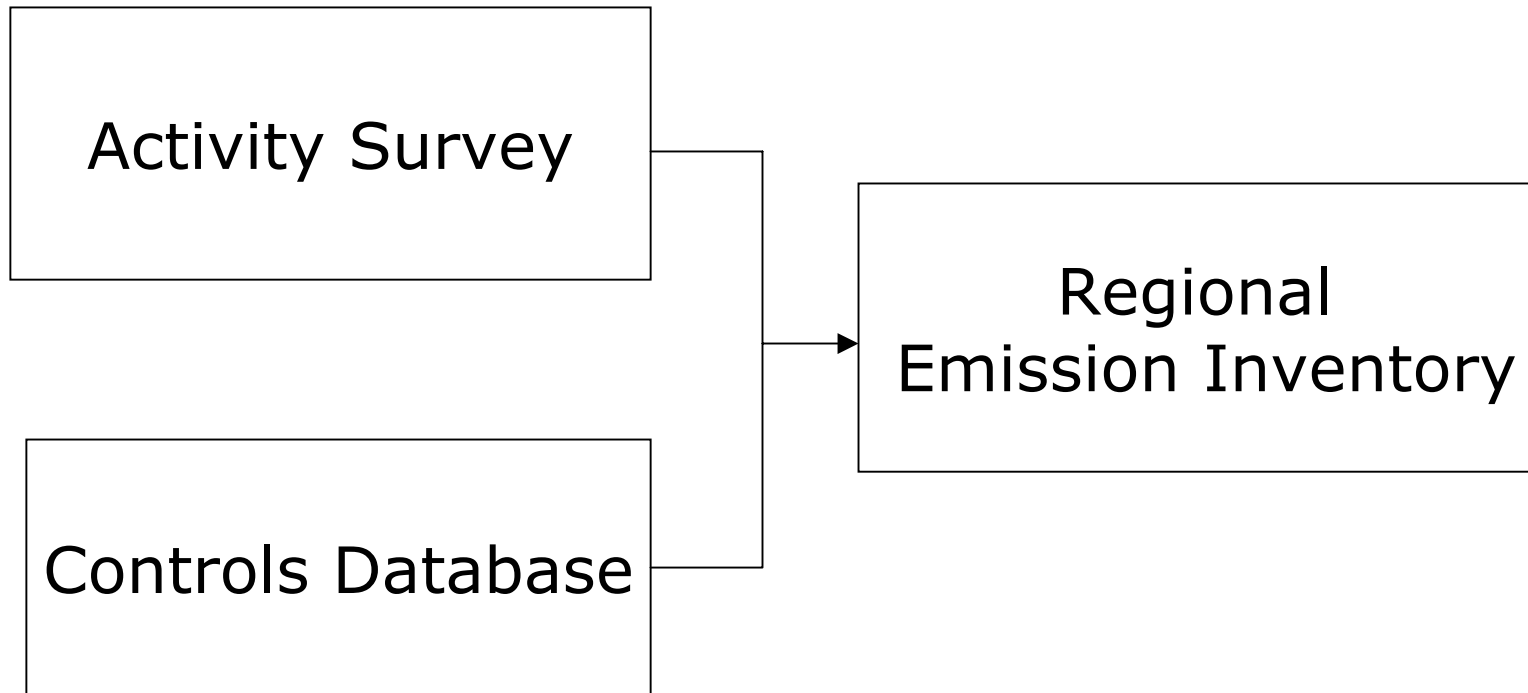 Activity Survey
Regional
Emission Inventory
Controls Database